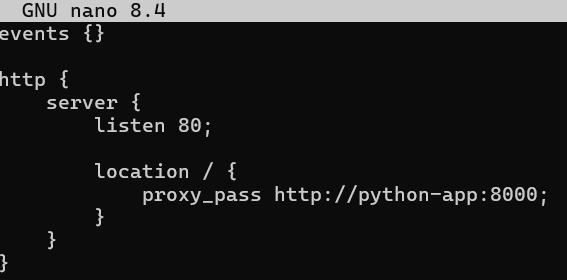 GNU nano 8.4
events {}
http {
server {
listen 80;
location / {
proxy_pass http://python-app:8000;
}
}
}